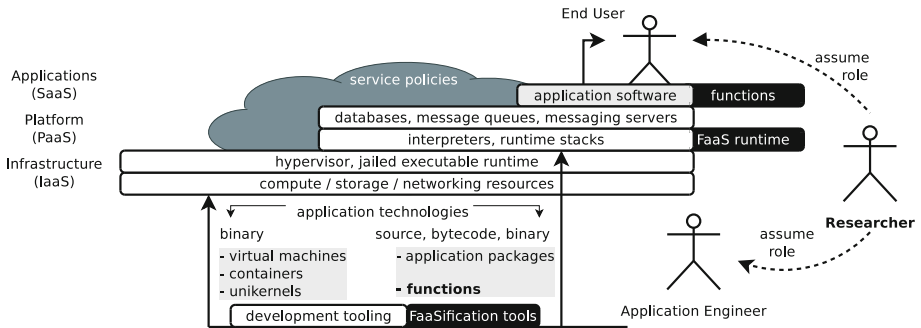 End User
service policies
assume
role
Applications
(SaaS)
application software
functions
Platform
(PaaS)
databases, message queues, messaging servers
interpreters, runtime stacks
FaaS runtime
Infrastructure
(IaaS)
hypervisor, jailed executable runtime
compute / storage / networking resources
Researcher
application technologies
binary
- virtual machines
- containers
- unikernels
source, bytecode, binary
- application packages
- functions
assume
role
development tooling
FaaSification tools
Application Engineer